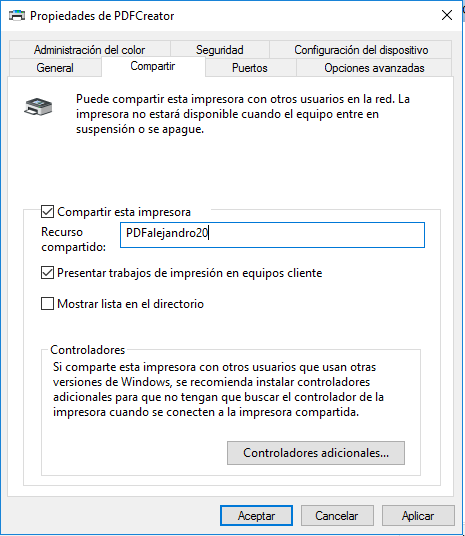 Propiedades de PDFCreator
Administración del color Seguridad Configuración del dispositivo
General Compartir Puertos Opciones avanzadas
Puede compartir esta impresora con otros usuarios en la red. La
impresora no estará disponible cuando el equipo entre en
suspensión o se apague.
Compartir esta impresora
Recurso
compartido:
PDFalejandro20
Presentar trabajos de impresión en equipos cliente
Mostrar lista en el directorio
Controladores
Si comparte esta impresora con otros usuarios que usan otras
versiones de Windows, se recomienda instalar controladores
adicionales para que no tengan que buscar el controlador de la
impresora cuando se conecten a la impresora compartida.
Controladores adicionales...
Aceptar Cancelar Aplicar